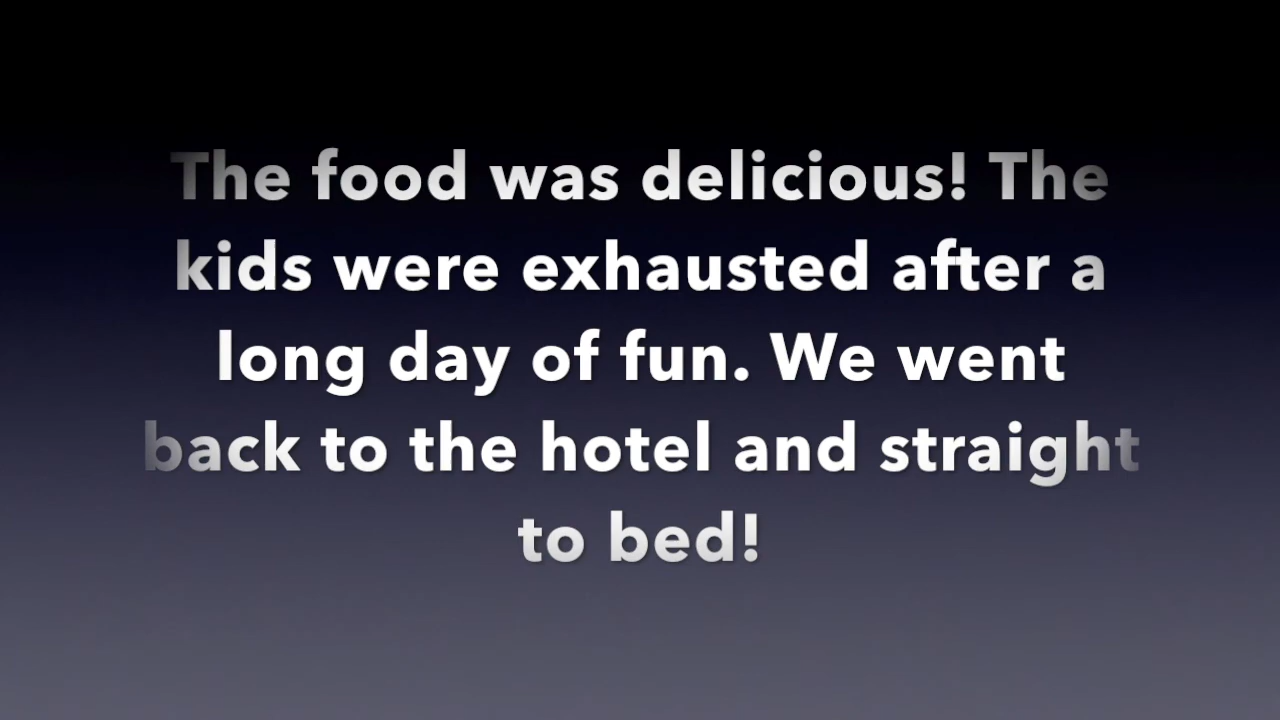 The food was delicious! The
kids were exhausted after a
long day of fun. We went
back to the hotel and straight
to bed!